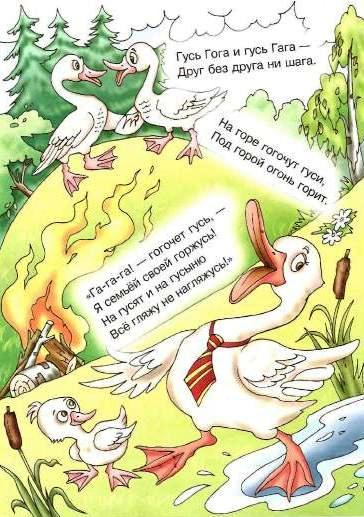 Гусь Гога и гусь Гага —
Друг без друга ни шага.
На горе гогочут гуси,
Под горой огонь горит.
«Га-га-га! — гогочет гусь, —
Я семьёй своей горжусь!
На гусят и на гусыню
Всё гляжу не нагляжусь!»